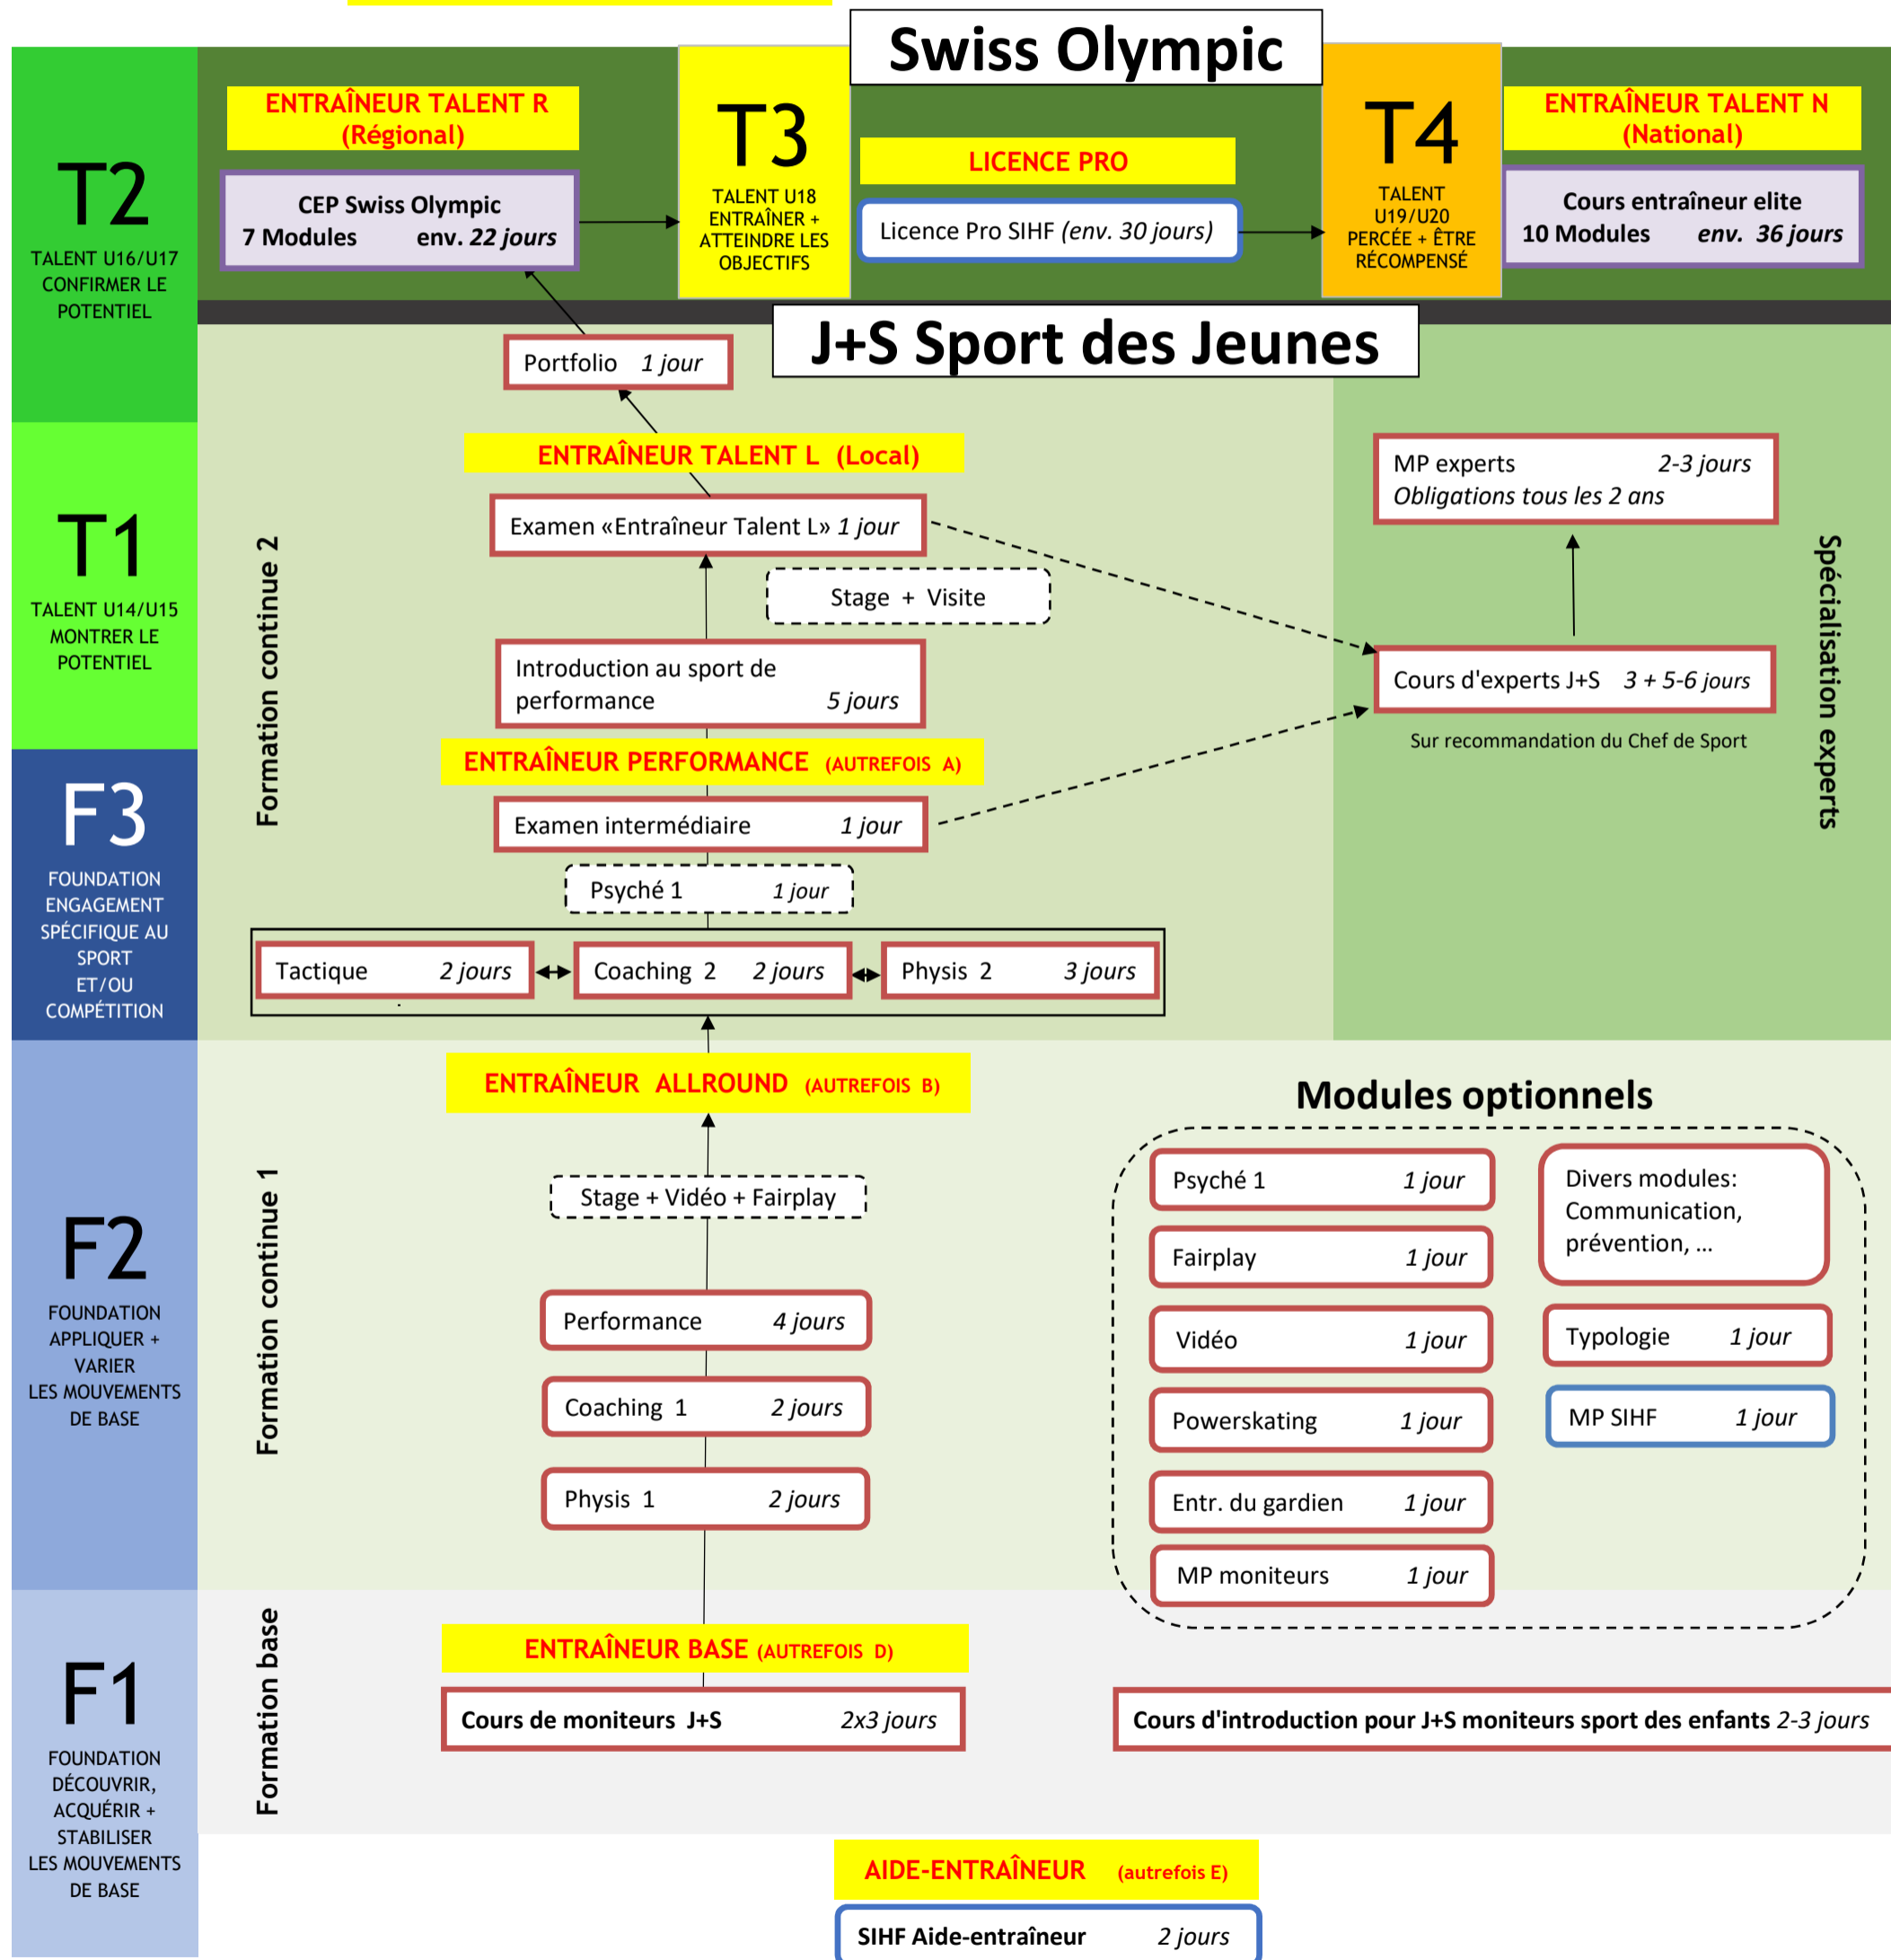 Swiss Olympic
T2
TALENT U16/U17
CONFIRMER LE
POTENTIEL
ENTRAÎNEUR TALENT R
(Régional)
CEP Swiss Olympic
7 Modules env. 22 jours
T3
TALENT U18
ENTRAÎNER +
ATTEINDRE LES
OBJECTIFS
LICENCE PRO
Licence Pro SIHF (env. 30 jours)
T4
TALENT
U19/U20
PERCÉE + ÊTRE
RÉCOMPENSÉ
ENTRAÎNEUR TALENT N
(National)
Cours entraîneur elite
10 Modules env. 36 jours
J+S Sport des Jeunes
Portfolio 1 jour
T1
TALENT U14/U15
MONTRER LE
POTENTIEL
Formation continue 2
ENTRAÎNEUR TALENT L (Local)
Examen «Entraîneur Talent L» 1 jour
Stage + Visite
Introduction au sport de
performance 5 jours
MP experts 2-3 jours
Obligations tous les 2 ans
Cours d'experts J+S 3 + 5-6 jours
Sur recommandation du Chef de Sport
Spécialisation experts
F3
FOUNDATION
ENGAGEMENT
SPÉCIFIQUE AU
SPORT
ET/OU
COMPÉTITION
ENTRAÎNEUR PERFORMANCE (AUTREFOIS A)
Examen intermédiaire 1 jour
Psyché 1 1 jour
Tactique 2 jours
Coaching 2 2 jours
Physis 2 3 jours
F2
FOUNDATION
APPLIQUER +
VARIER
LES MOUVEMENTS
DE BASE
Formation continue 1
ENTRAÎNEUR ALLROUND (AUTREFOIS B)
Stage + Vidéo + Fairplay
Performance 4 jours
Coaching 1 2 jours
Physis 1 2 jours
Modules optionnels
Psyché 1 1 jour
Fairplay 1 jour
Vidéo 1 jour
Powerskating 1 jour
Entr. du gardien 1 jour
MP moniteurs 1 jour
Divers modules:
Communication,
prévention, ...
Typologie 1 jour
MP SIHF 1 jour
F1
FOUNDATION
DÉCOUVRIR,
ACQUÉRIR +
STABILISER
LES MOUVEMENTS
DE BASE
Formation base
ENTRAÎNEUR BASE (AUTREFOIS D)
Cours de moniteurs J+S 2x3 jours
Cours d'introduction pour J+S moniteurs sport des enfants 2-3 jours
AIDE-ENTRAÎNEUR (autrefois E)
SIHF Aide-entraîneur 2 jours